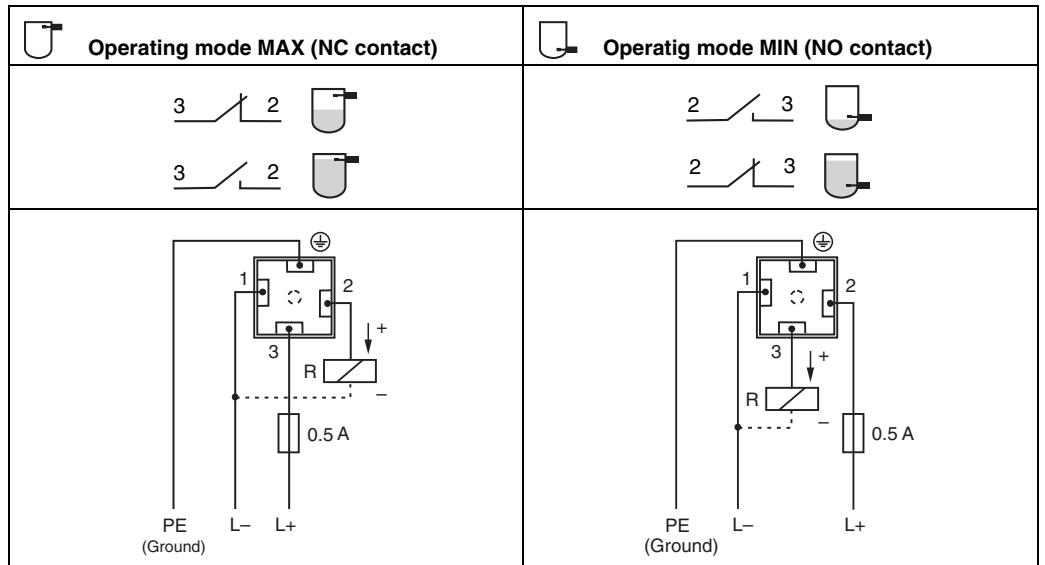 Operating mode MAX (NC contact)
Operatig mode MIN (NO contact)
3 2
3 2
2 3
2 3
1
2
3
+
R
–
0.5 A
PE
(Ground)
L–
L+
1
2
3
+
R
–
0.5 A
PE
(Ground)
L–
L+